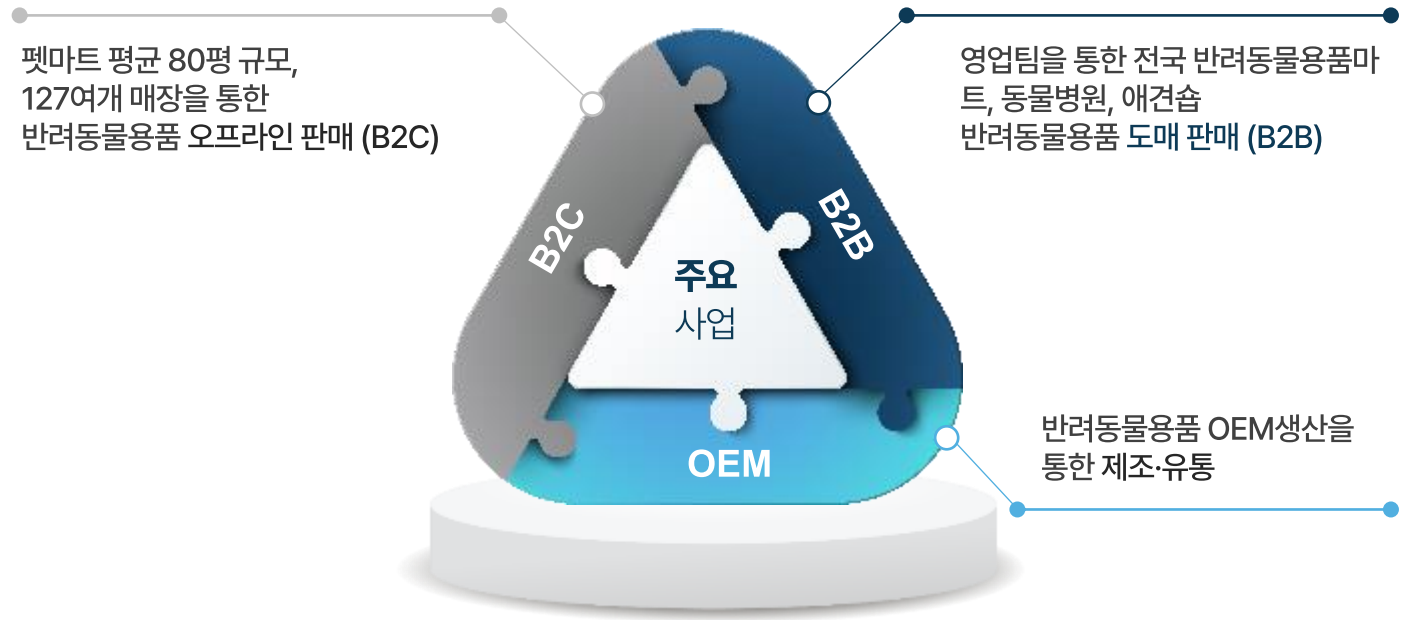 펫마트 평균 80평 규모,
127여개 매장을 통한
반려동물용품 오프라인 판매 (B2C)
영업팀을 통한 전국 반려동물용품마
트, 동물병원, 애견숍
반려동물용품 도매 판매 (B2B)
B2C
B2B
주요
사업
OEM
반려동물용품 OEM생산을
통한 제조·유통